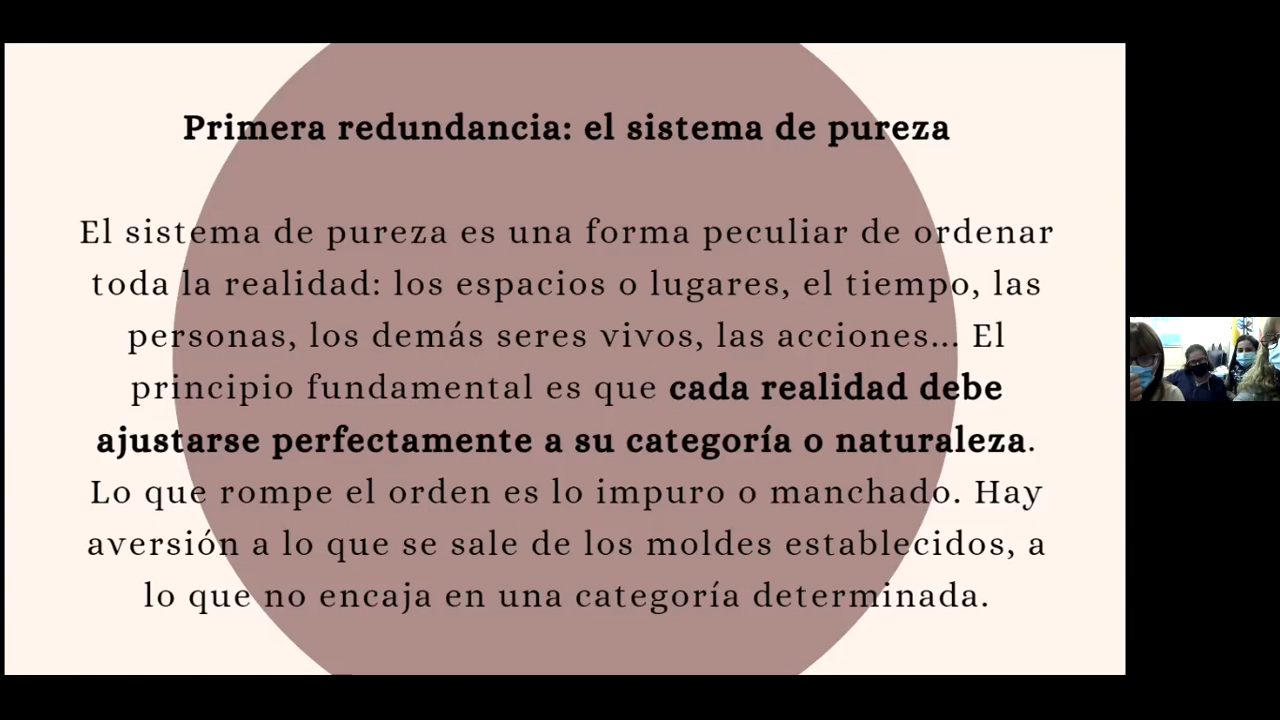 Primera redundancia: el sistema de pureza
El sistema de pureza es una forma peculiar de ordenar
toda la realidad: los espacios o lugares, el tiempo, las
personas, los demás seres vivos, las acciones... El
principio fundamental es que cada realidad debe
ajustarse perfectamente a su categoría o naturaleza.
Lo que rompe el orden es lo impuro o manchado. Hay
aversión a lo que se sale de los moldes establecidos, a
lo que no encaja en una categoría determinada.